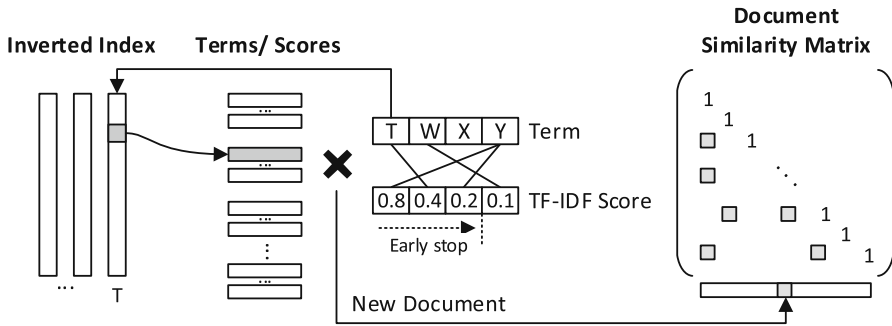 Document
Inverted Index Terms/ Scores Similarity Matrix
T W X Y Term
0.8 0.4 0.2 0.1 TF-IDF Score
Early stop
... T
New Document
1
1
1
...
1
1
1
...
...
...
...
...